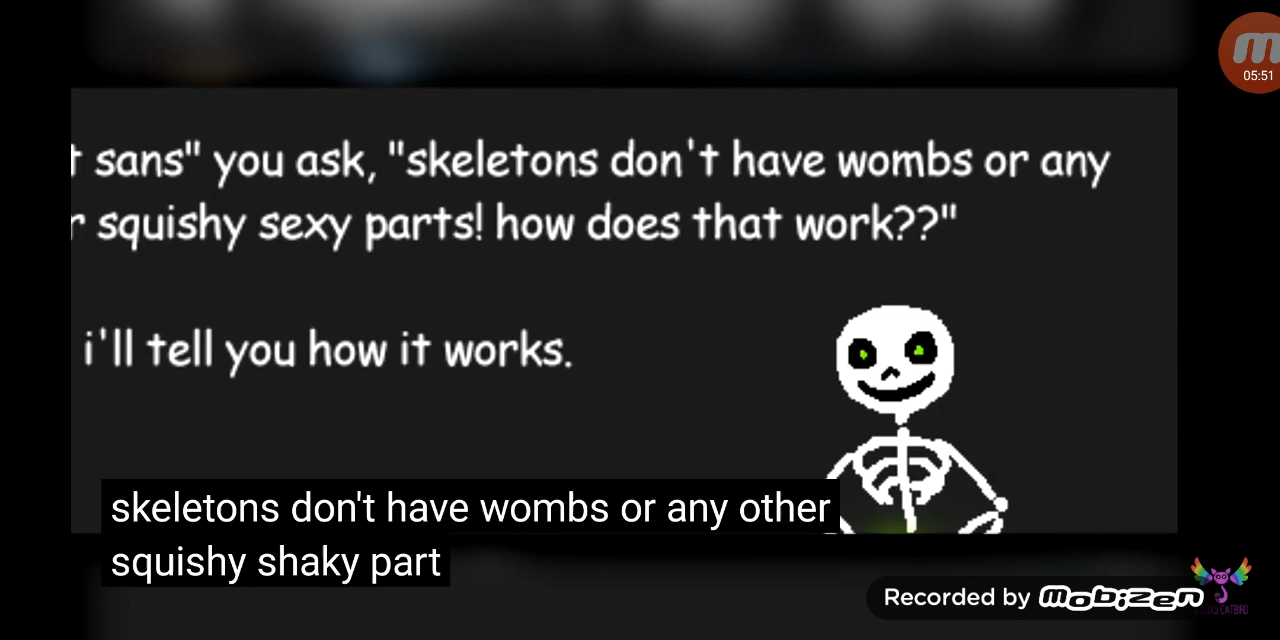 05:51
sans" you ask, "skeletons don't have wombs or any
squishy sexy parts! how does that work??"
i'll tell you how it works.
skeletons don't have wombs or any other
squishy shaky part
Recorded by mobizen
CATBIRD